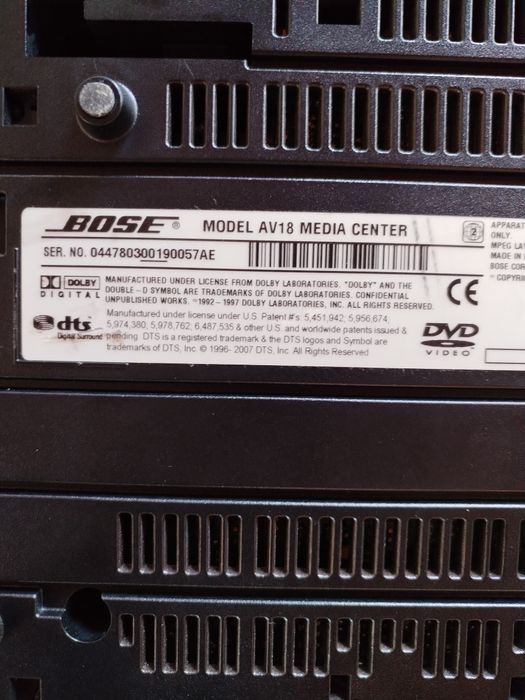 BOSE ® MODEL AV18 MEDIA CENTER
SER. NO. 044780300190057AE
DOLBY
DIGITAL
MANUFACTURED UNDER LICENSE FROM DOLBY LABORATORIES. "DOLBY" AND THE
DOUBLE - D SYMBOL ARE TRADEMARKS OF DOLBY LABORATORIES. CONFIDENTIAL
UNPUBLISHED WORKS. ©1992 - 1997 DOLBY LABORATORIES, INC. ALL RIGHTS RESERVED.
dts
Digital Surround
Manufactured under license under U.S. Patent #'s: 5,451,942; 5,956,674;
5,974,380; 5,978,762; 6,487,535 & other U.S. and worldwide patents issued &
pending. DTS is a registered trademark & the DTS logos and Symbol are
trademarks of DTS, Inc. © 1996- 2007 DTS, Inc. All Rights Reserved
CE
DVD
VIDEO
2
APPARAT
ONLY.
MPEG LA
MADE IN
BOSE COR
© COPYRI